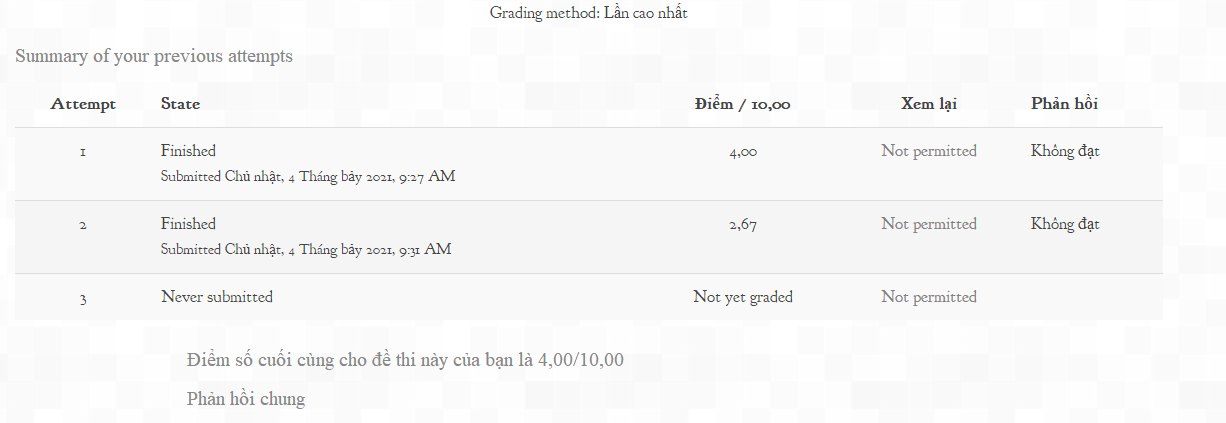 Grading method: Lần cao nhất
Summary of your previous attempts
Attempt State Điểm / 10,00 Xem lại Phản hồi
1 Finished 4,00 Not permitted Không đạt
Submitted Chủ nhật, 4 Tháng bảy 2021, 9:27 AM
2 Finished 2,67 Not permitted Không đạt
Submitted Chủ nhật, 4 Tháng bảy 2021, 9:31 AM
3 Never submitted Not yet graded Not permitted
Điểm số cuối cùng cho đề thi này của bạn là 4,00/10,00
Phản hồi chung